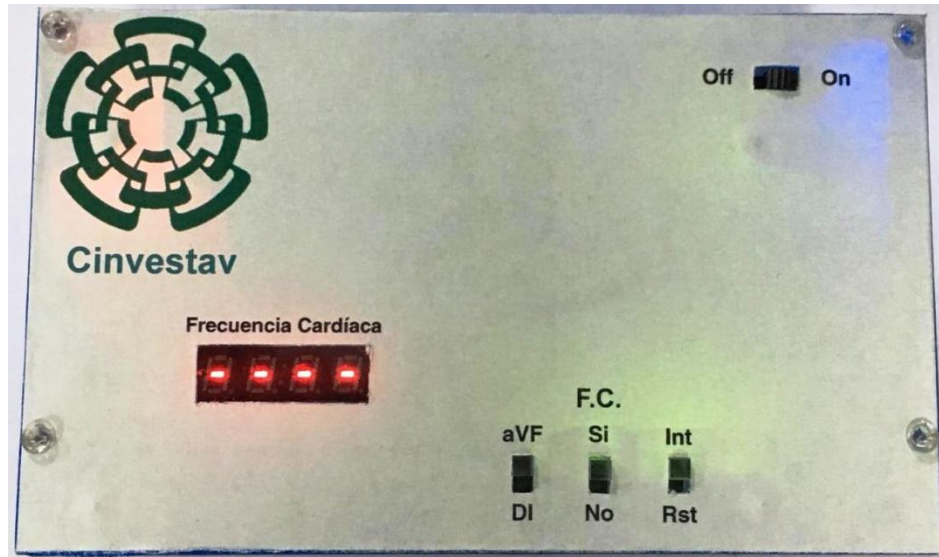 Off On
Cinvestav
Frecuencia Cardíaca
----
F.C.
aVF Si Int
DI No Rst